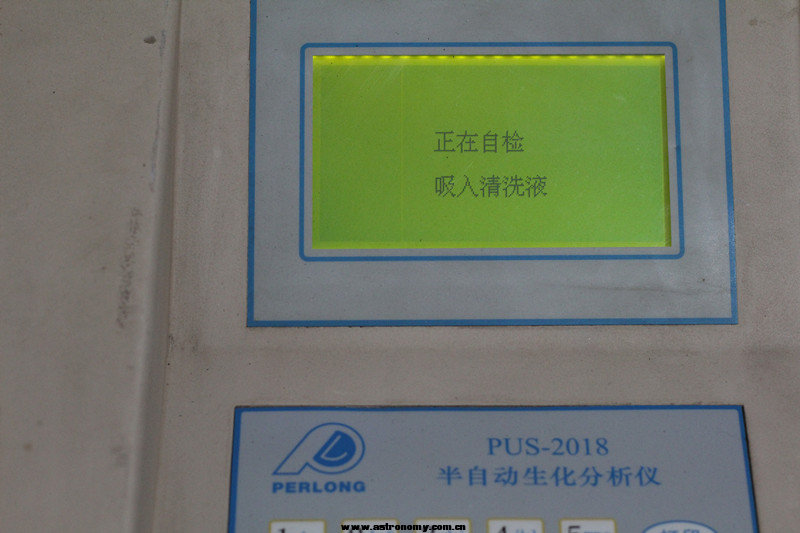 正在自检
吸入清洗液
PERLONG
PUS-2018
半自动生化分析仪
www.astronomy.com.cn